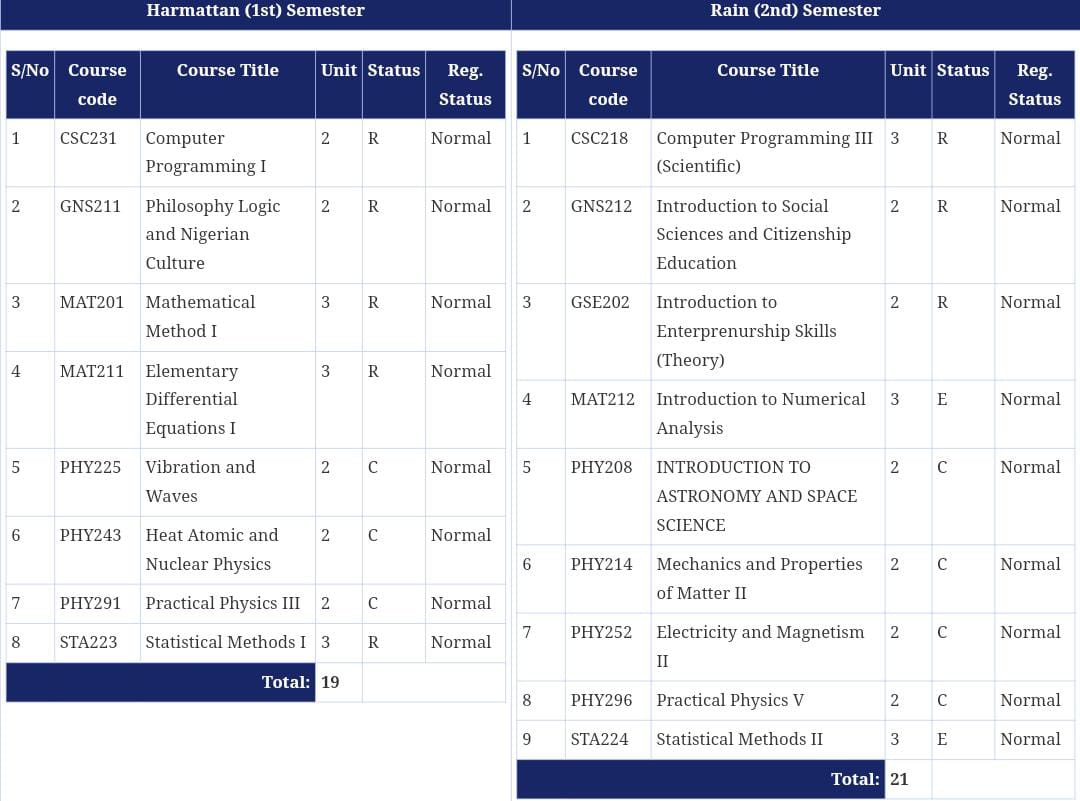 Harmattan (1st) Semester
S/No Course Course Title Unit Status Reg.
code Status
1 CSC231 Computer 2 R Normal
Programming I
2 GNS211 Philosophy Logic 2 R Normal
and Nigerian
Culture
3 MAT201 Mathematical 3 R Normal
Method I
4 MAT211 Elementary 3 R Normal
Differential
Equations I
5 PHY225 Vibration and 2 C Normal
Waves
6 PHY243 Heat Atomic and 2 C Normal
Nuclear Physics
7 PHY291 Practical Physics III 2 C Normal
8 STA223 Statistical Methods I 3 R Normal
Total: 19
Rain (2nd) Semester
S/No Course Course Title Unit Status Reg.
code Status
1 CSC218 Computer Programming III 3 R Normal
(Scientific)
2 GNS212 Introduction to Social 2 R Normal
Sciences and Citizenship
Education
3 GSE202 Introduction to 2 R Normal
Enterprenurship Skills
(Theory)
4 MAT212 Introduction to Numerical 3 E Normal
Analysis
5 PHY208 INTRODUCTION TO 2 C Normal
ASTRONOMY AND SPACE
SCIENCE
6 PHY214 Mechanics and Properties 2 C Normal
of Matter II
7 PHY252 Electricity and Magnetism 2 C Normal
II
8 PHY296 Practical Physics V 2 C Normal
9 STA224 Statistical Methods II 3 E Normal
Total: 21